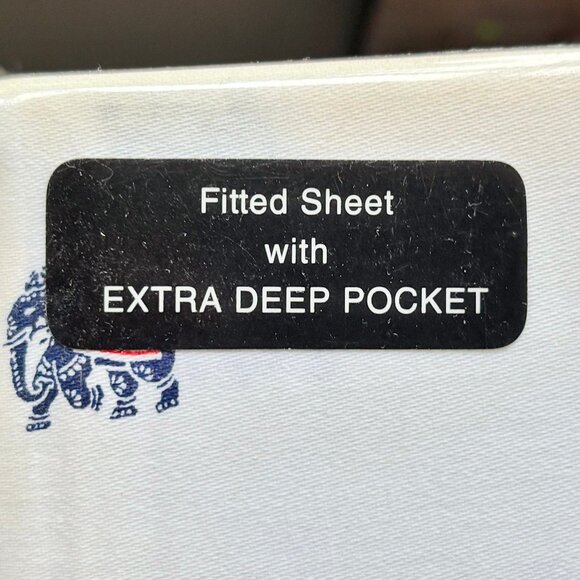 Fitted Sheet
with
EXTRA DEEP POCKET